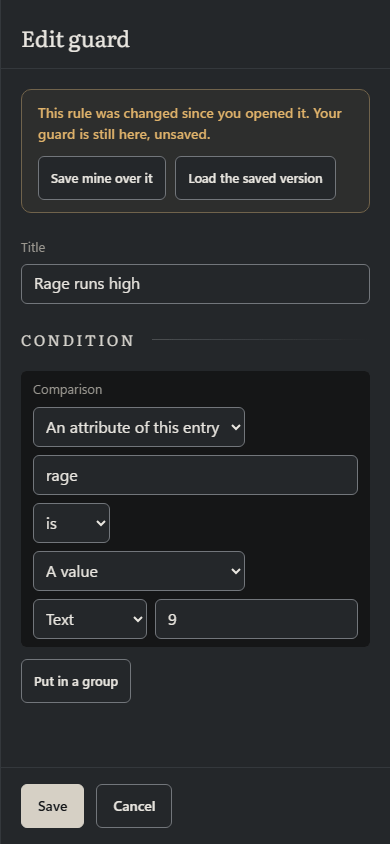 Edit guard
This rule was changed since you opened it. Your
guard is still here, unsaved.
Save mine over it
Load the saved version
Title
Rage runs high
CONDITION
Comparison
An attribute of this entry
rage
is
A value
Text
9
Put in a group
Save
Cancel